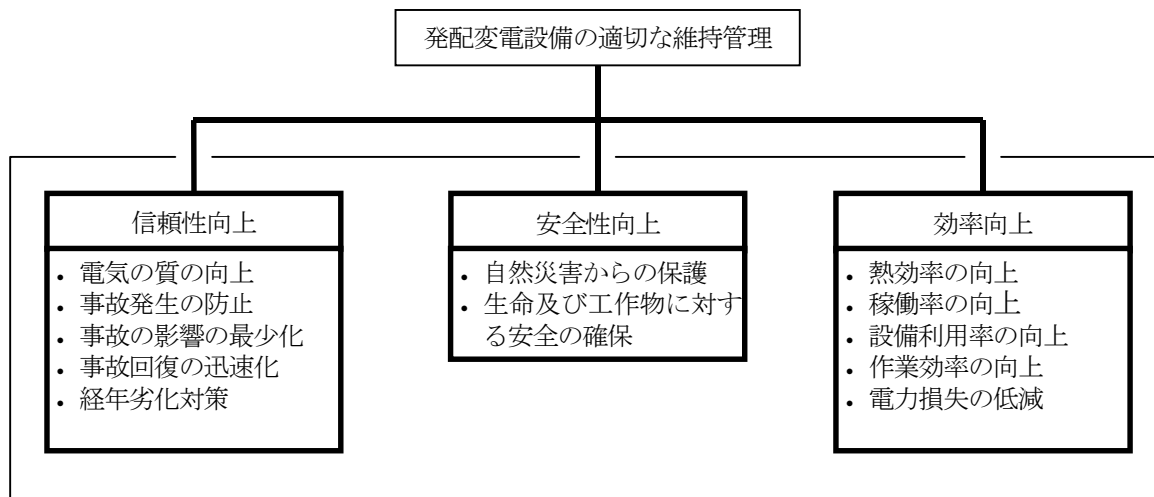 発配変電設備の適切な維持管理
信頼性向上
・ 電気の質の向上
・ 事故発生の防止
・ 事故の影響の最少化
・ 事故回復の迅速化
・ 経年劣化対策
安全性向上
・ 自然災害からの保護
・ 生命及び工作物に対す
る安全の確保
効率向上
・ 熱効率の向上
・ 稼働率の向上
・ 設備利用率の向上
・ 作業効率の向上
・ 電力損失の低減